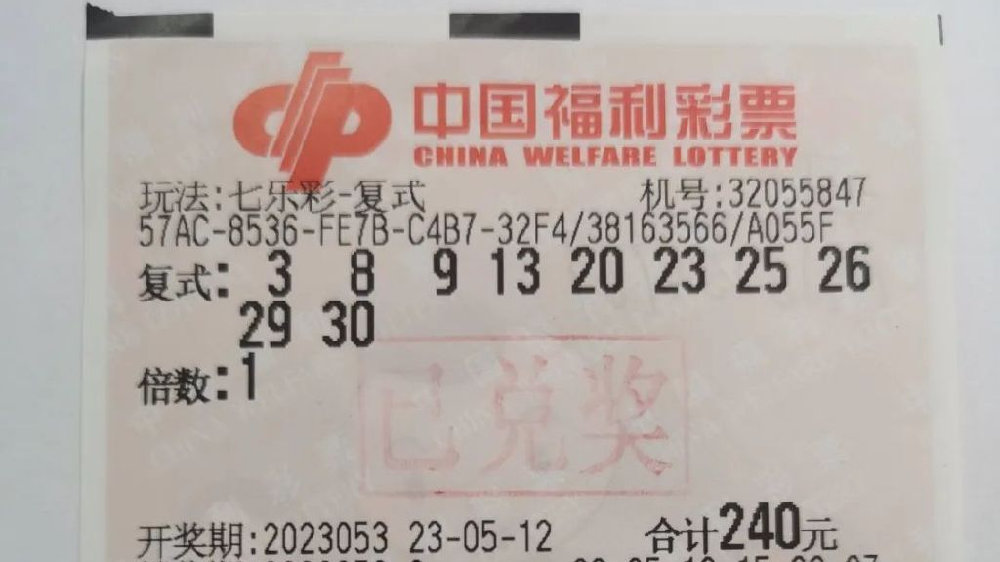 中国福利彩票
CHINA WELFARE LOTTERY
玩法:七乐彩-复式 机号:32055847
57AC-8536-FE7B-C4B7-32F4/38163566/A055F
复式: 3 8 9 13 20 23 25 26
29 30
倍数:1
已兑奖
开奖期:2023053 23-05-12 合计240元